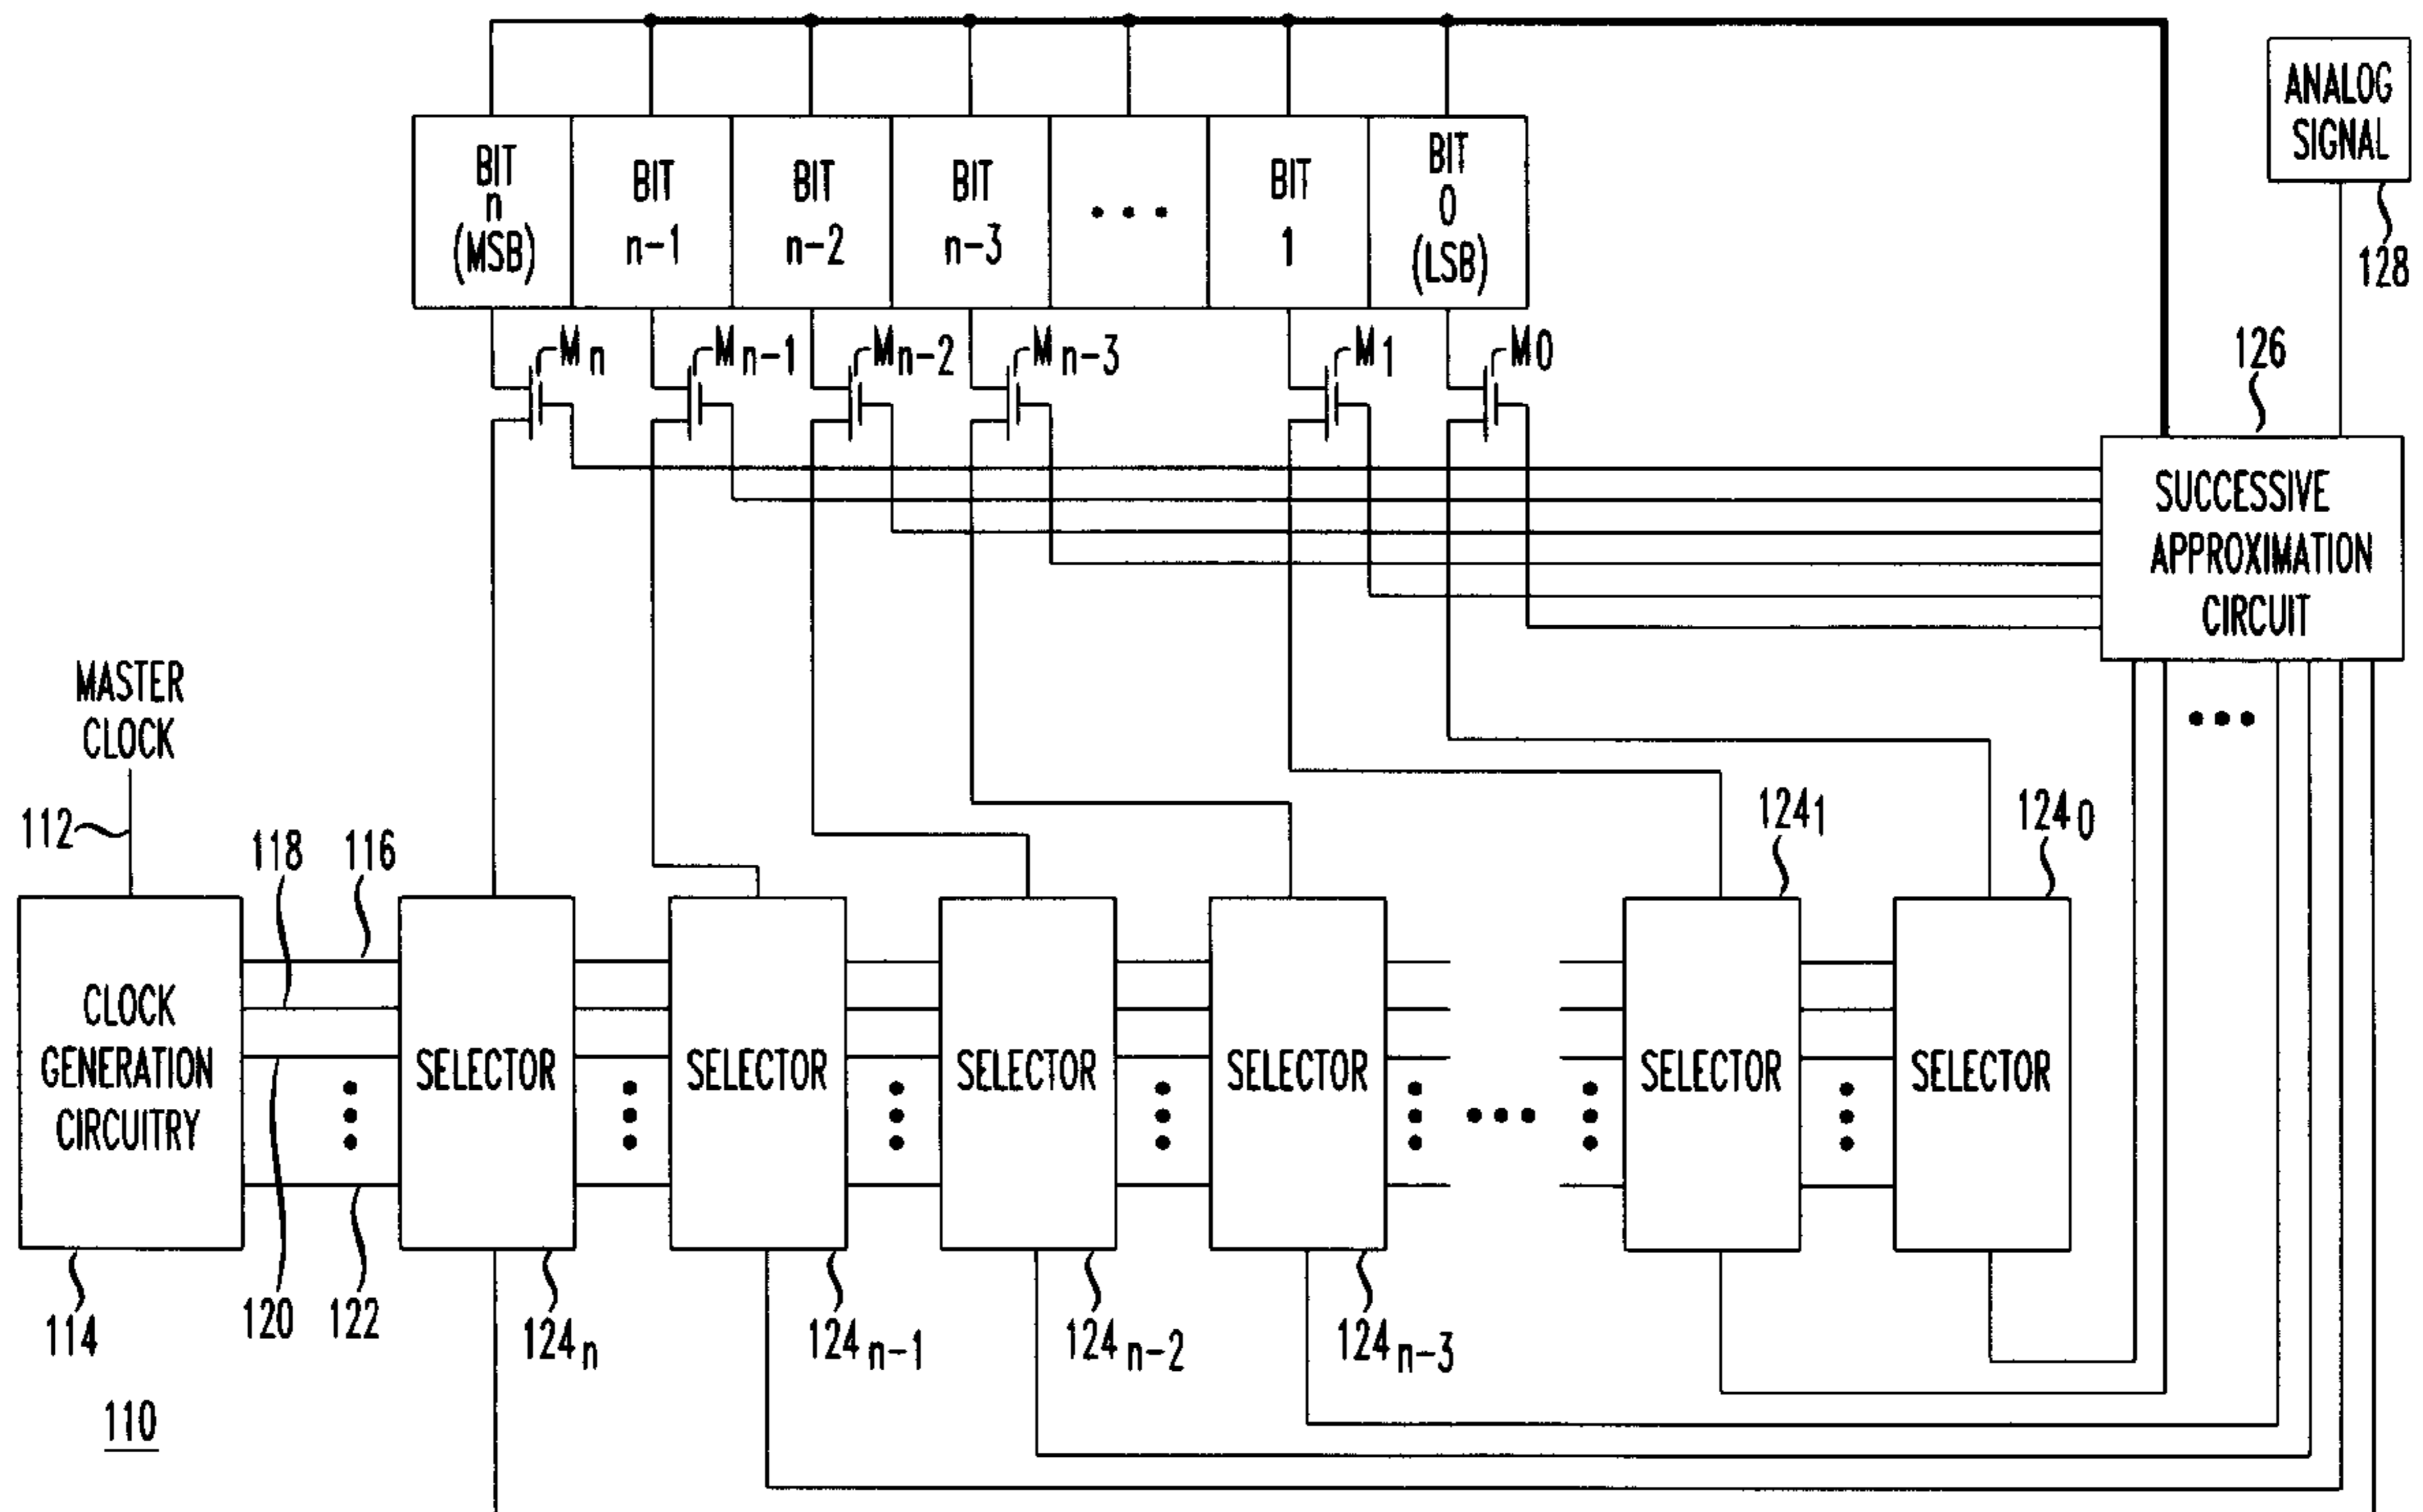 ANALOG
SIGNAL
128
BIT
n
(MSB)
BIT
n-1
BIT
n-2
BIT
n-3
• • •
BIT
1
BIT
0
(LSB)
Mn
Mn-1
Mn-2
Mn-3
M1
M0
126
SUCCESSIVE
APPROXIMATION
CIRCUIT
MASTER
CLOCK
112
118
116
1241
1240
CLOCK
GENERATION
CIRCUITRY
SELECTOR
SELECTOR
SELECTOR
SELECTOR
SELECTOR
SELECTOR
114
120
122
124n
124n-1
124n-2
124n-3
110